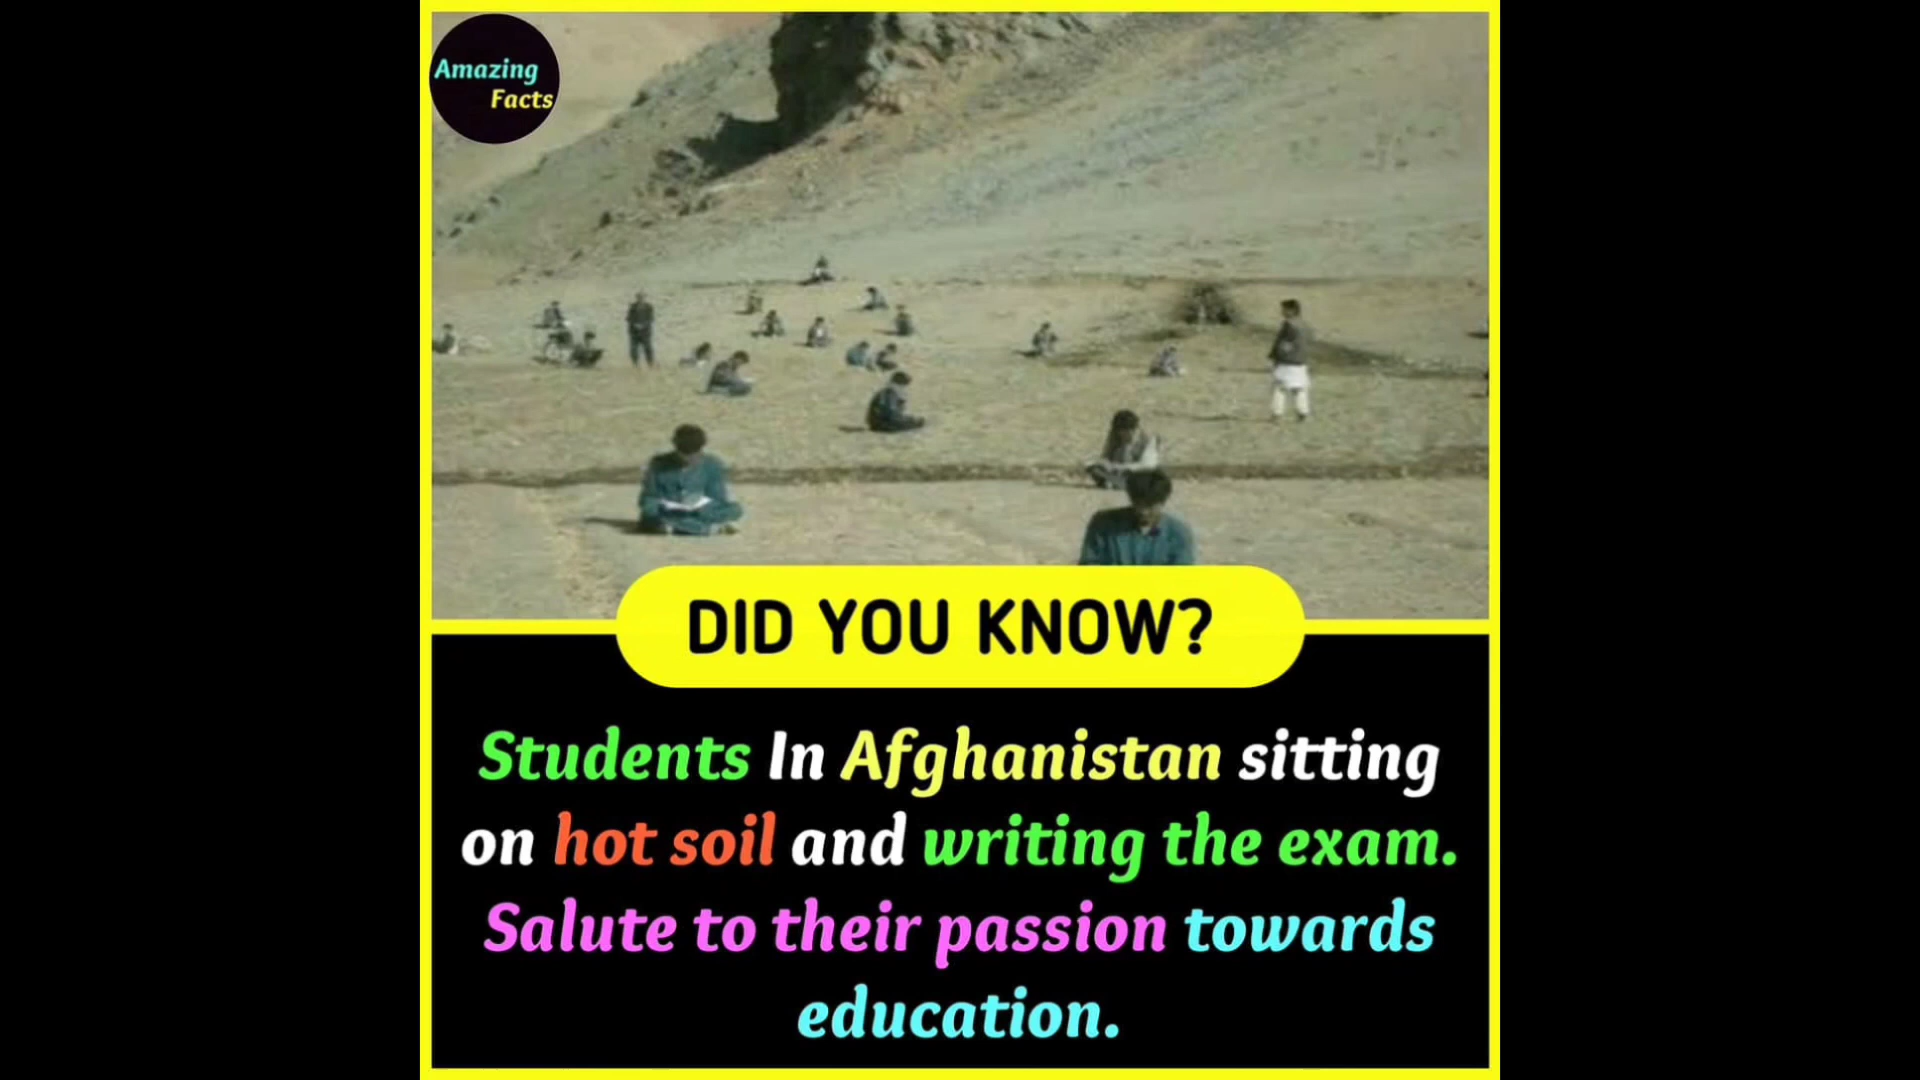 Amazing
Facts
DID YOU KNOW?
Students In Afghanistan sitting
on hot soil and writing the exam.
Salute to their passion towards
education.